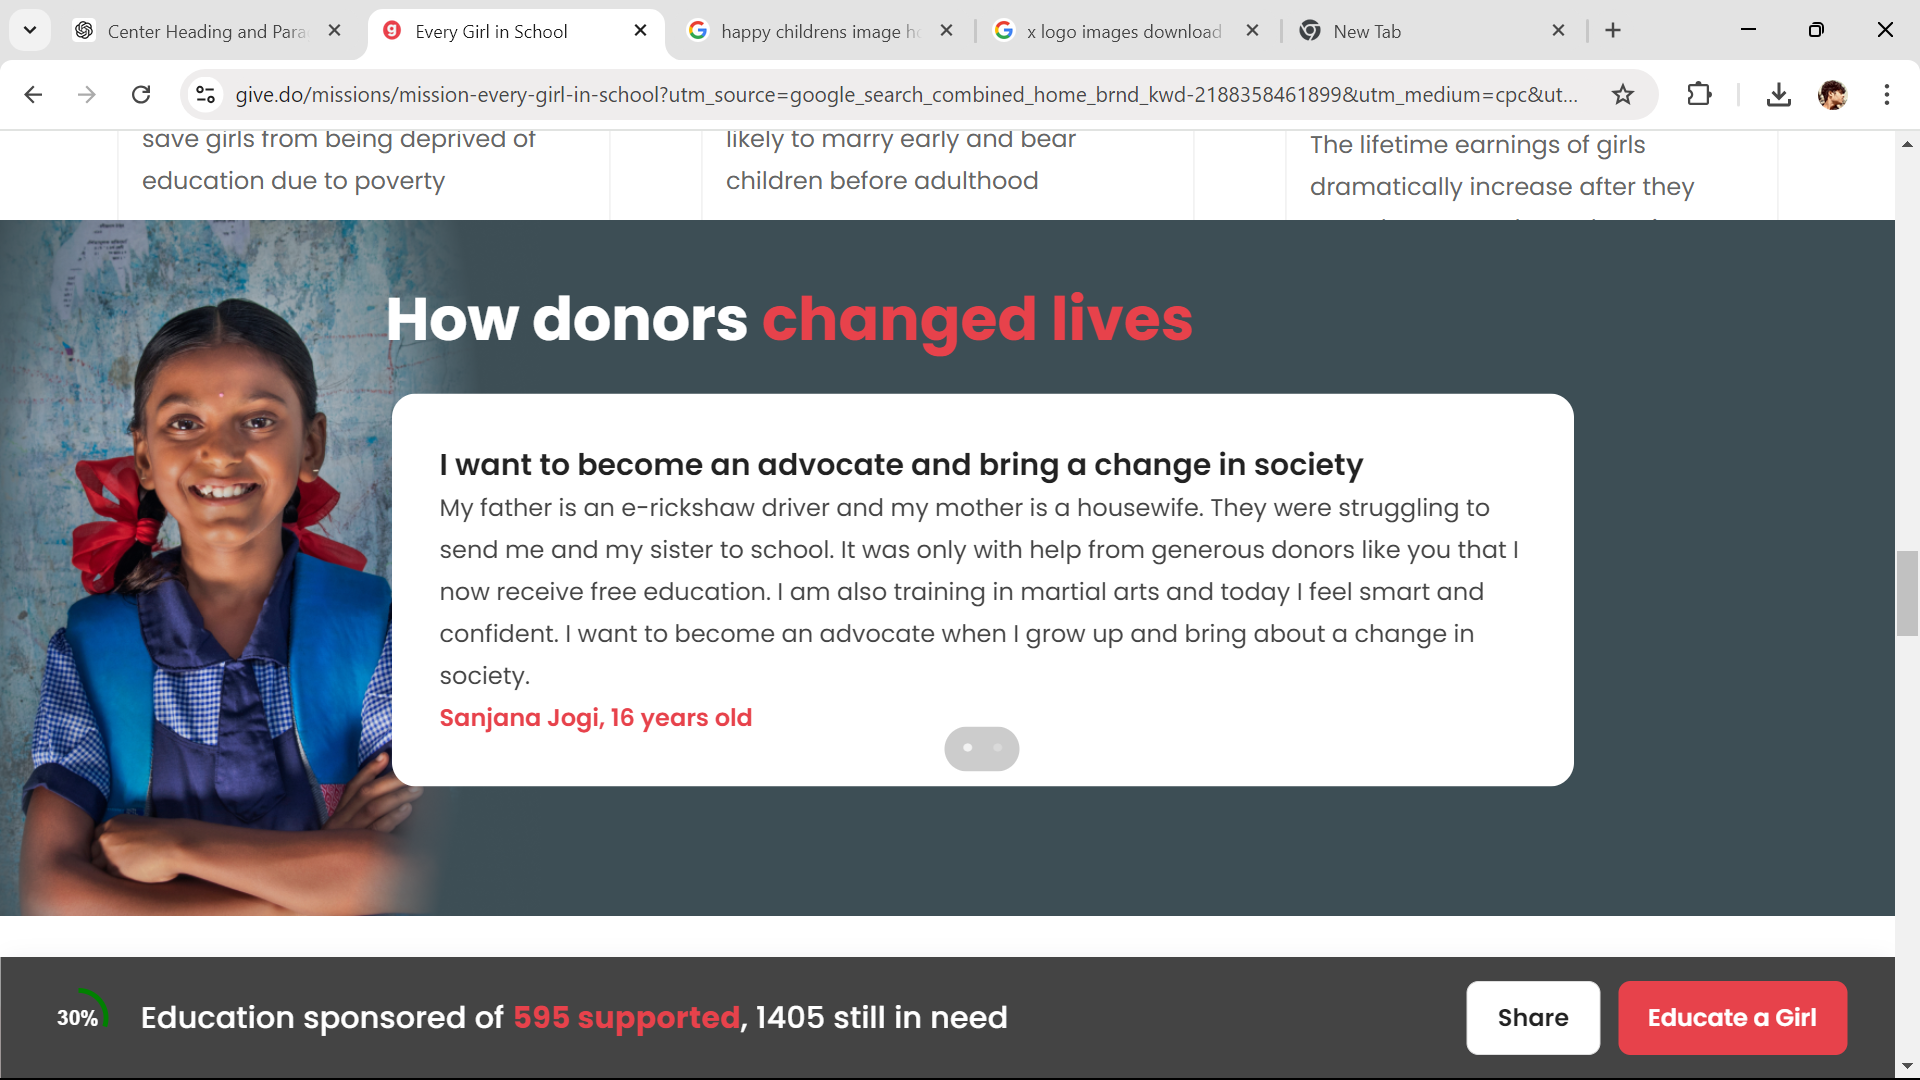 Center Heading and Para
Every Girl in School
happy childrens image h
x logo images download
New Tab
give.do/missions/mission-every-girl-in-school?utm_source=google_search_combined_home_brnd_kwd-2188358461899&utm_medium=cpc&ut...
save girls from being deprived of
education due to poverty
likely to marry early and bear
children before adulthood
The lifetime earnings of girls
dramatically increase after they
How donors changed lives
I want to become an advocate and bring a change in society
My father is an e-rickshaw driver and my mother is a housewife. They were struggling to
send me and my sister to school. It was only with help from generous donors like you that I
now receive free education. I am also training in martial arts and today I feel smart and
confident. I want to become an advocate when I grow up and bring about a change in
society.
Sanjana Jogi, 16 years old
30%
Education sponsored of 595 supported, 1405 still in need
Share
Educate a Girl